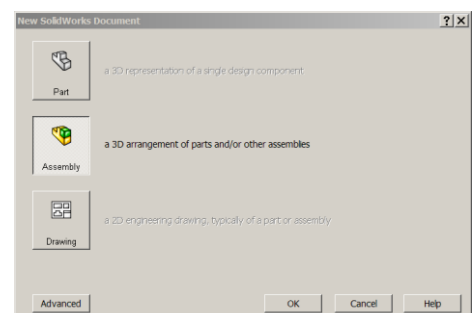 New SolidWorks Document
Part
a 3D representation of a single design component
Assembly
a 3D arrangement of parts and/or other assemblies
Drawing
a 2D engineering drawing, typically of a part or assembly
Advanced
OK
Cancel
Help